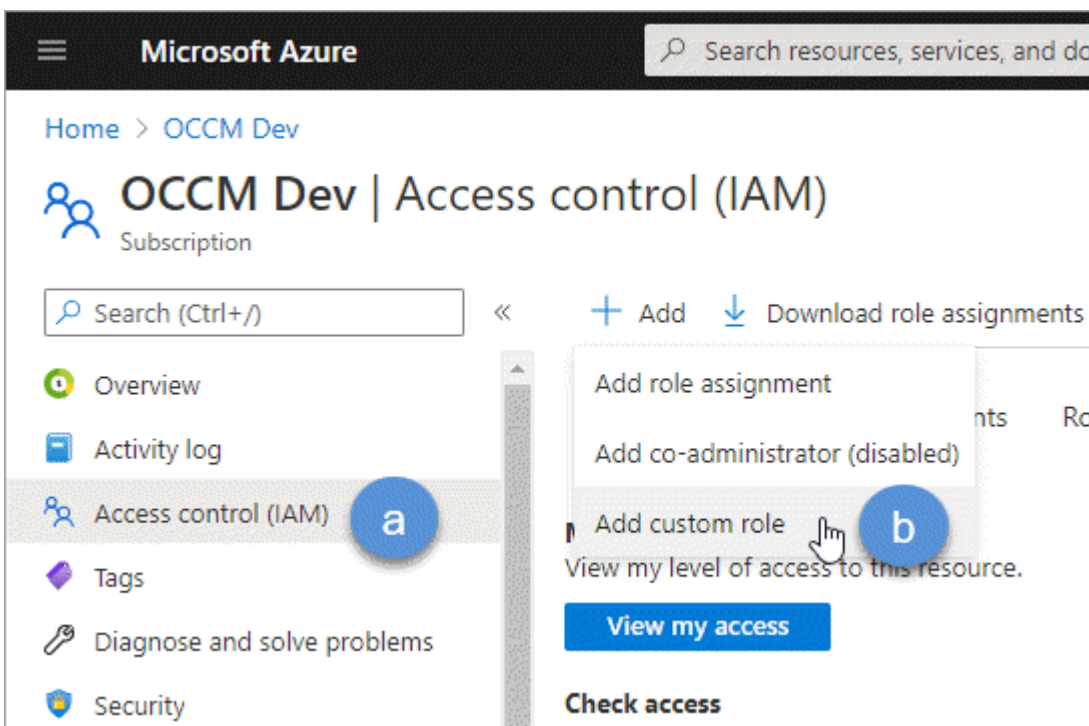 Microsoft Azure
Search resources, services, and do
Home > OCCM Dev
OCCM Dev | Access control (IAM)
Subscription
Search (Ctrl+/)
«
+ Add
Download role assignments
Overview
Activity log
Access control (IAM)
a
Tags
Diagnose and solve problems
Security
Add role assignment
Add co-administrator (disabled)
Add custom role
b
View my level of access to this resource.
View my access
Check access